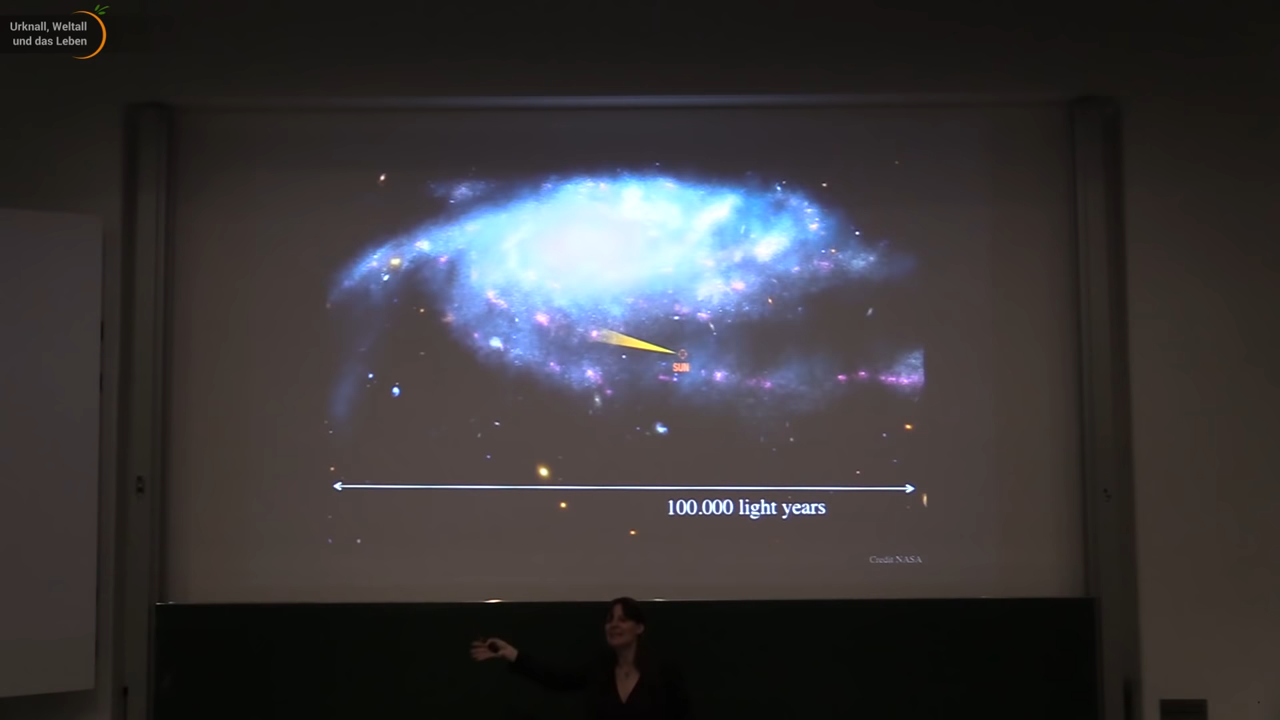 Urknall, Weltall
und das Leben
SUN
100.000 light years
Credit NASA